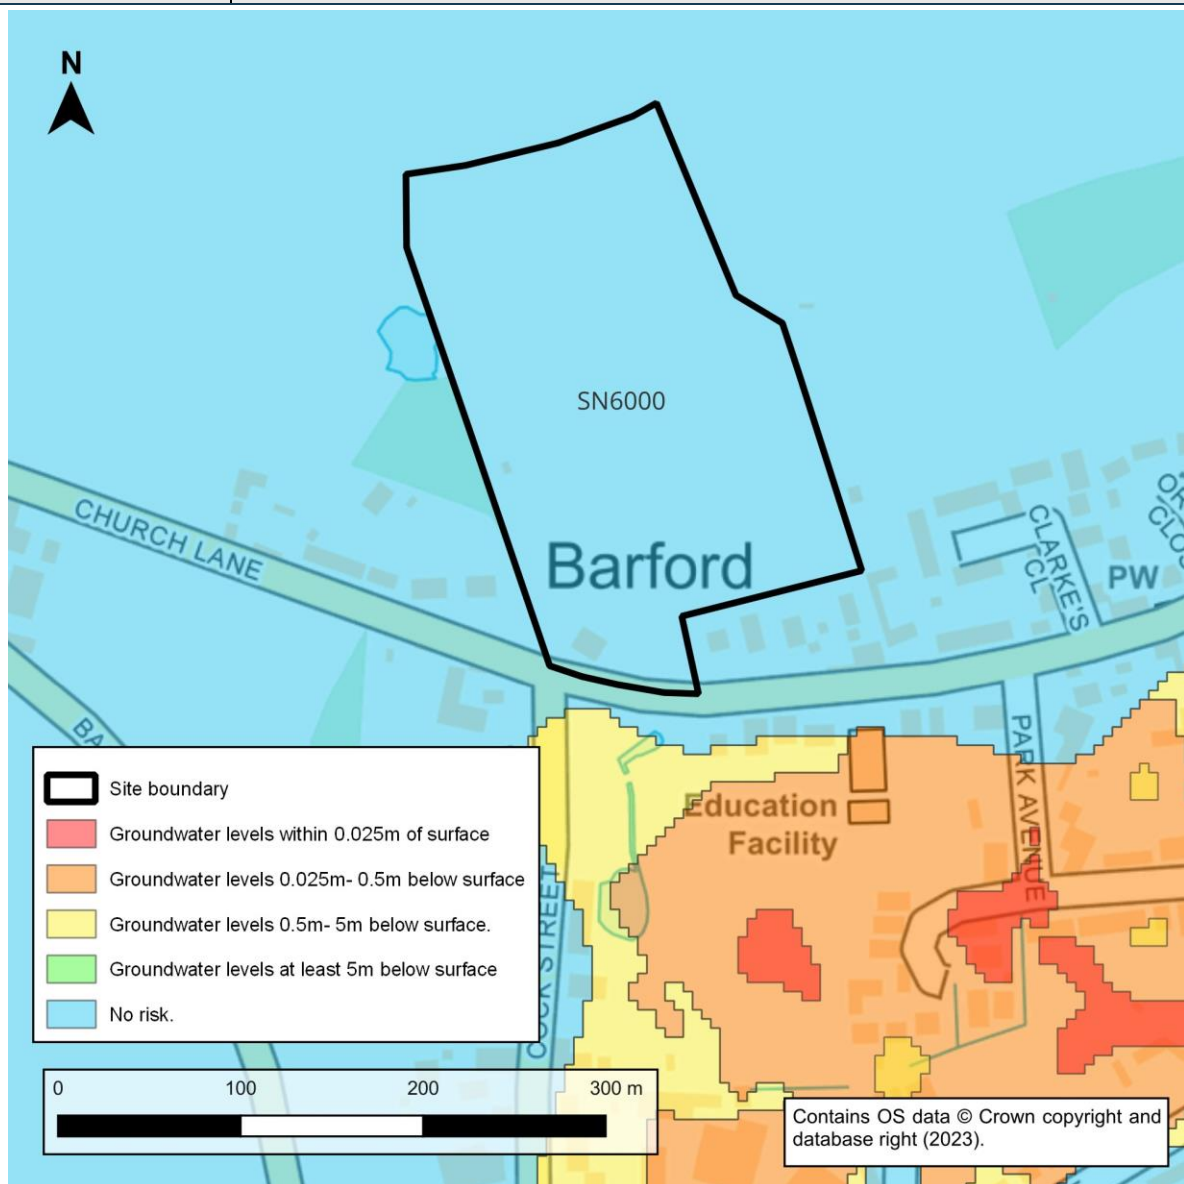 N
SN6000
Barford
CHURCH LANE
CLARKE'S
CL
PW
BA
PARK AVENUE
Education
Facility
COCK STREET
Site boundary
Groundwater levels within 0.025m of surface
Groundwater levels 0.025m- 0.5m below surface
Groundwater levels 0.5m- 5m below surface.
Groundwater levels at least 5m below surface
No risk.
0 100 200 300 m
Contains OS data © Crown copyright and
database right (2023).